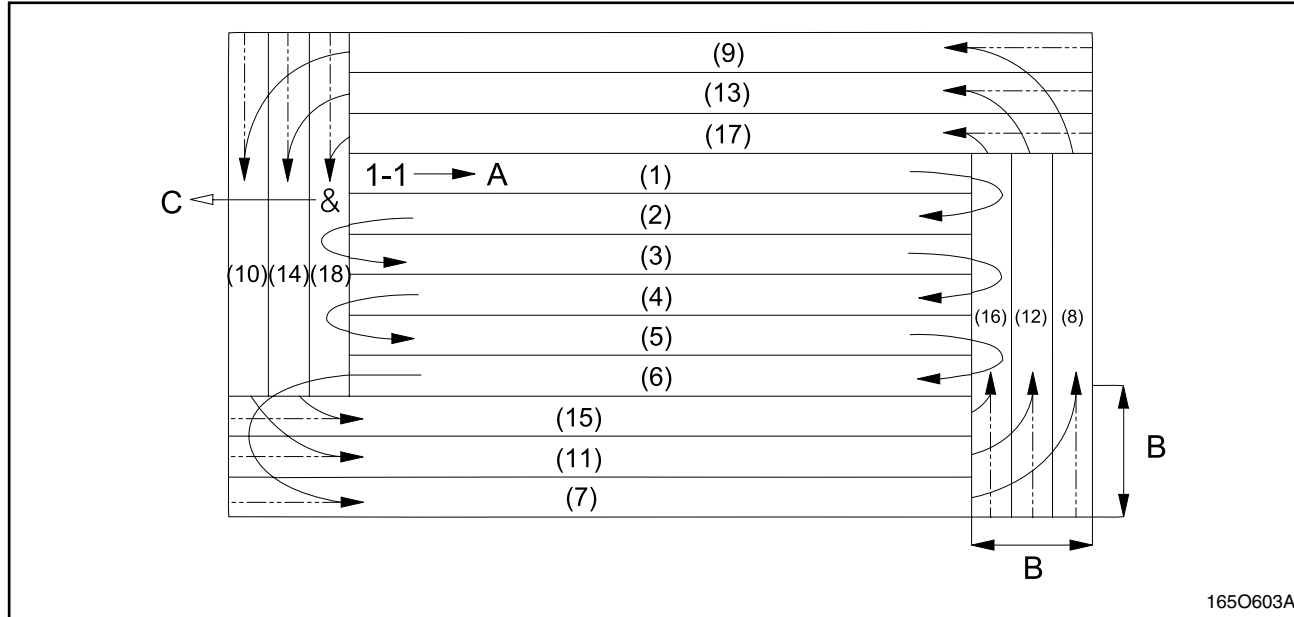 (9)
(13)
(17)
1-1 A (1)
C &
(2)
(10) (14) (18) (3)
(4)
(16) (12) (8)
(5)
(6)
(15)
B
(11)
(7)
B
165O603A